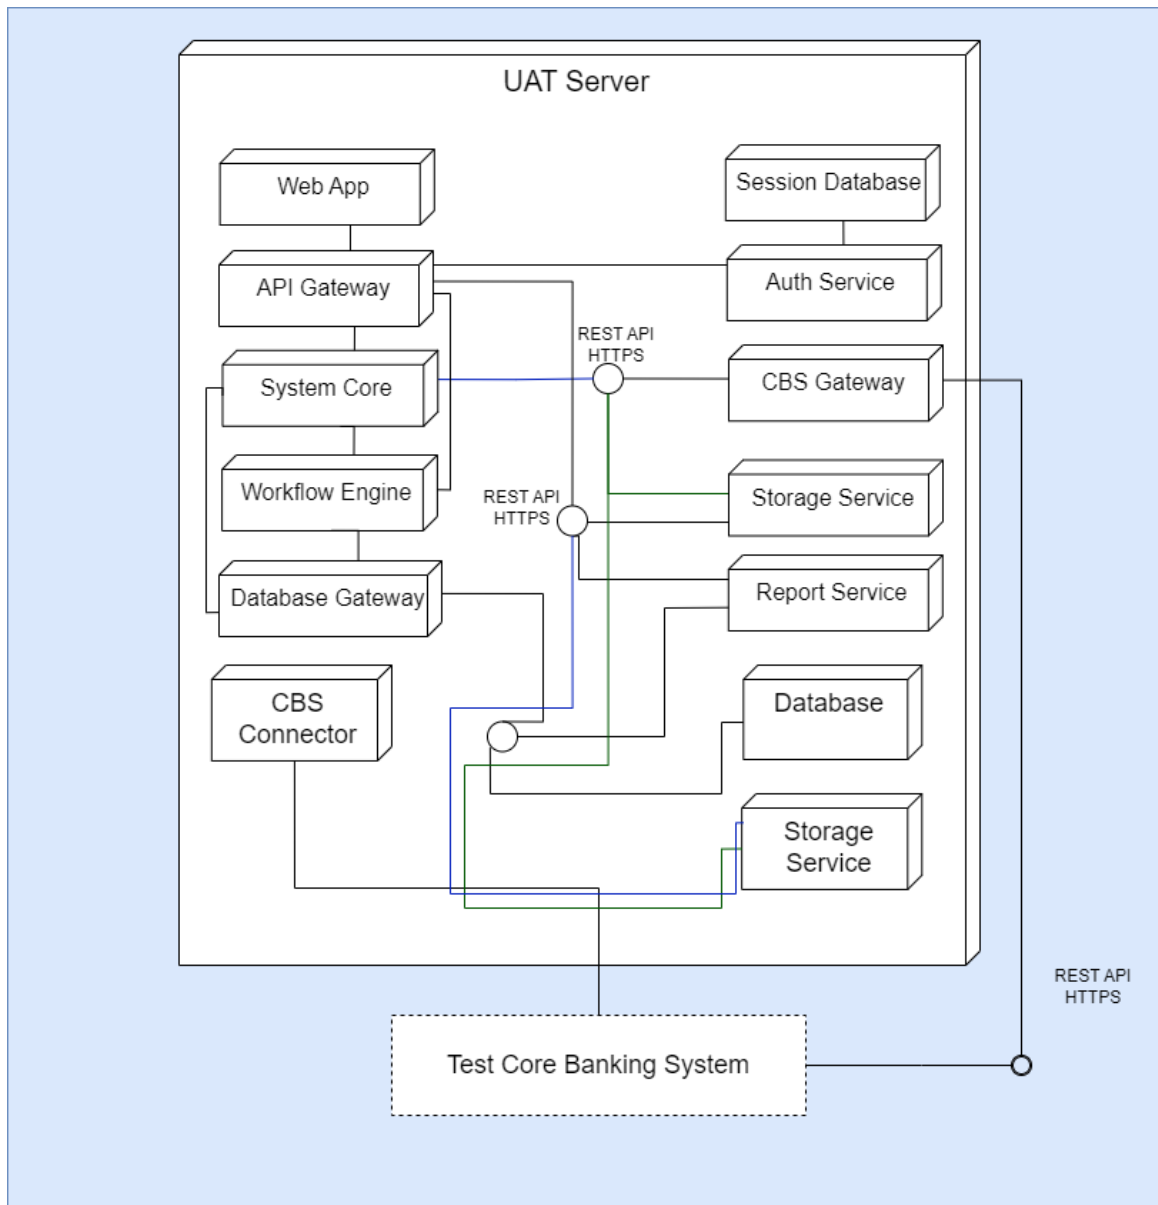 UAT Server
Web App
Session Database
API Gateway
Auth Service
REST API
HTTPS
System Core
CBS Gateway
Workflow Engine
REST API
HTTPS
Storage Service
Database Gateway
Report Service
CBS
Connector
Database
Storage
Service
REST API
HTTPS
Test Core Banking System